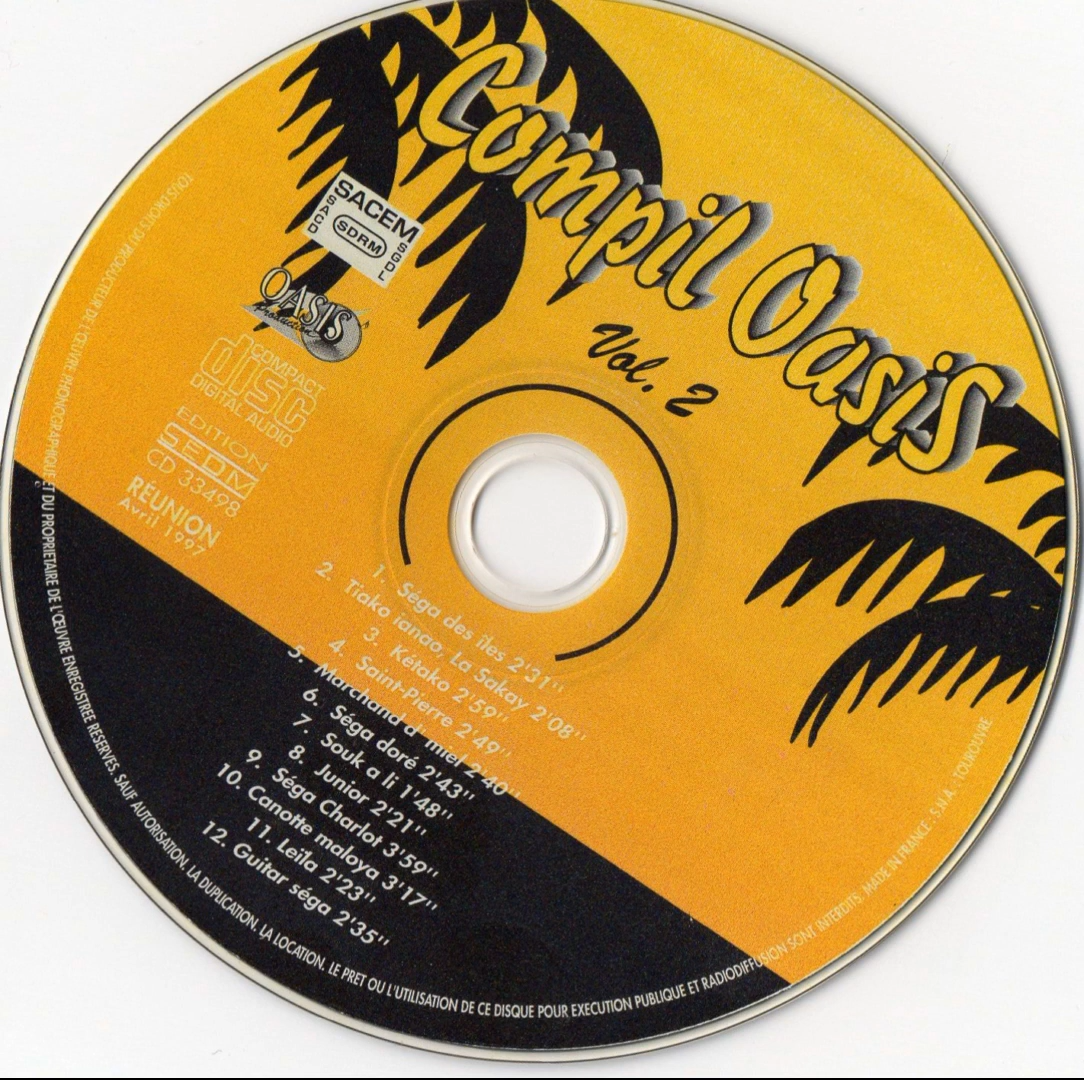 Compil OasiS
Vol. 2
SACEM
SACD
SDRM
SGDL
OASIS
Production
COMPACT
disc
DIGITAL AUDIO
EDITION
SEDM
CD 33498
RÉUNION
Avril 1997
1. Séga des îles 2'31''
2. Tiako ianao, La Sakay 2'08''
3. Kétako 2'59''
4. Saint-Pierre 2'49''
5. Marchand d' miel 2'40''
6. Séga doré 2'43''
7. Souk a li 1'48''
8. Junior 2'21''
9. Séga Charlot 3'59''
10. Canotte maloya 3'17''
11. Leïla 2'23''
12. Guitar séga 2'35''
TOUS DROITS DU PRODUCTEUR DE L'ŒUVRE PHONOGRAPHIQUE ET DU PROPRIETAIRE DE L'ŒUVRE ENREGISTREE RESERVES. SAUF AUTORISATION, LA DUPLICATION, LA LOCATION, LE PRET OU L'UTILISATION DE CE DISQUE POUR EXECUTION PUBLIQUE ET RADIODIFFUSION SONT INTERDITS. MADE IN FRANCE - S.N.A. - TOUROUVRE